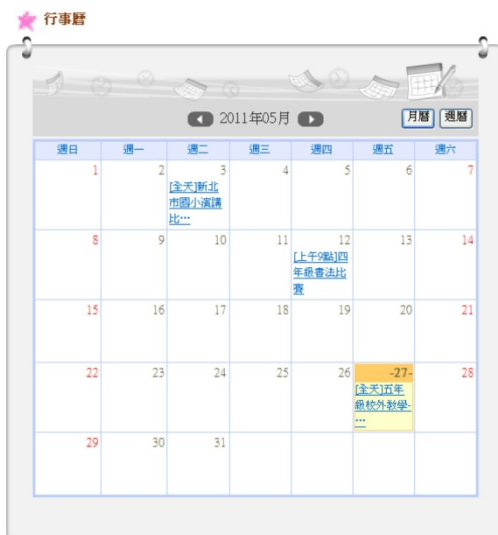 行事曆
2011年05月
月曆 週曆
週日 週一 週二 週三 週四 週五 週六
1 2 3 4 5 6 7
[全天]新北
市國小演講
比…
8 9 10 11 12 13 14
[上午9點]四
年級書法比
賽
15 16 17 18 19 20 21
22 23 24 25 26 -27- 28
[全天]五年
級校外教學-
…
29 30 31